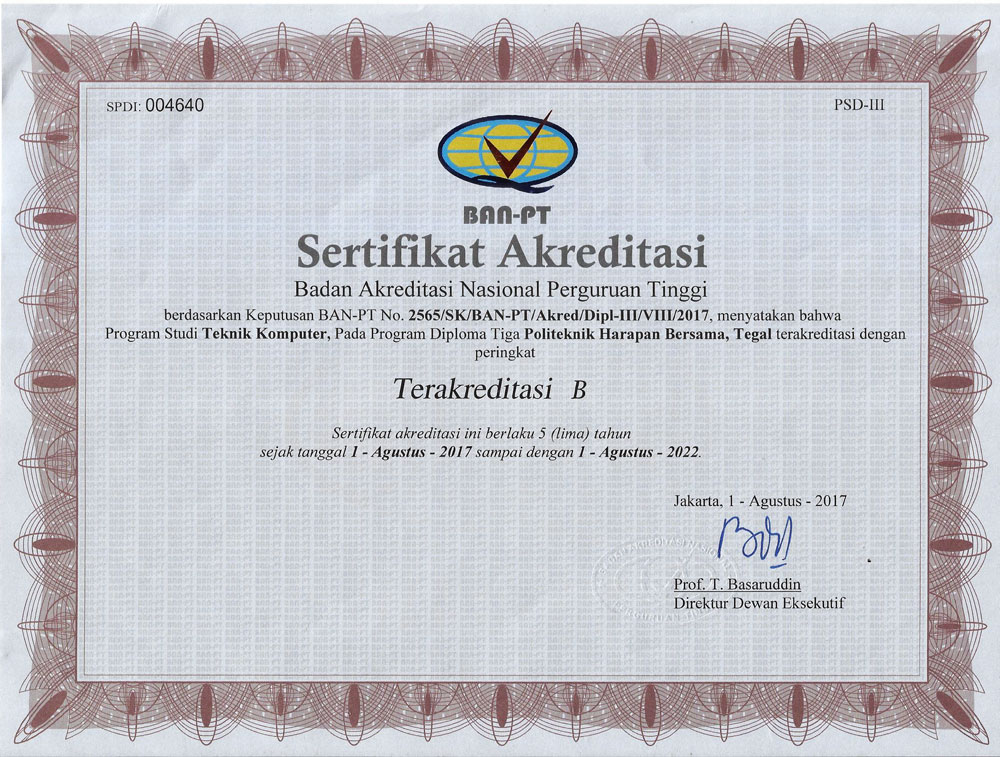 SPDI: 004640
PSD-III
BAN-PT
Sertifikat Akreditasi
Badan Akreditasi Nasional Perguruan Tinggi
berdasarkan Keputusan BAN-PT No. 2565/SK/BAN-PT/Akred/Dipl-III/VIII/2017, menyatakan bahwa
Program Studi Teknik Komputer, Pada Program Diploma Tiga Politeknik Harapan Bersama, Tegal terakreditasi dengan
peringkat
Terakreditasi B
Sertifikat akreditasi ini berlaku 5 (lima) tahun
sejak tanggal 1 - Agustus - 2017 sampai dengan 1 - Agustus - 2022.
Jakarta, 1 - Agustus - 2017
Prof. T. Basaruddin
Direktur Dewan Eksekutif